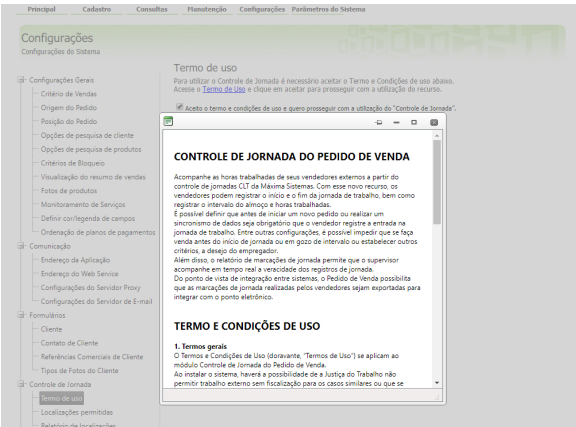 Principal Cadastro Consultas Manutenção Configurações Parâmetros do Sistema
Configurações
Configurações do Sistema
Configurações Gerais
Critério de Vendas
Origem do Pedido
Posição do Pedido
Opções de pesquisa de cliente
Opções de pesquisa de produtos
Critérios de Bloqueio
Visualização do resumo de vendas
Fotos de produtos
Monitoramento de Serviços
Definir cor/legenda de campos
Ordenação de planos de pagamentos
Comunicação
Endereço da Aplicação
Endereço do Web Service
Configurações do Servidor Proxy
Configurações do Servidor de E-mail
Formulários
Cliente
Contato de Cliente
Referências Comerciais de Cliente
Tipos de Fotos do Cliente
Controle de Jornada
Termo de uso
Localizações permitidas
Relatório de localizações
Termo de uso
Para utilizar o Controle de Jornada é necessário aceitar o Termo e Condições de uso abaixo.
Acesse o Termo de Uso e clique em aceitar para prosseguir com a utilização do recurso.
Aceito o termo e condições de uso e quero prosseguir com a utilização do "Controle de Jornada".
CONTROLE DE JORNADA DO PEDIDO DE VENDA
Acompanhe as horas trabalhadas de seus vendedores externos a partir do
controle de jornadas CLT da Máxima Sistemas. Com esse novo recurso, os
vendedores podem registrar o início e o fim da jornada de trabalho, bem como
registrar o intervalo do almoço e horas trabalhadas.
É possível definir que antes de iniciar um novo pedido ou realizar um
sincronismo de dados seja obrigatório que o vendedor registre a entrada na
jornada de trabalho. Entre outras configurações, é possível impedir que se faça
venda antes do início de jornada ou em gozo de intervalo ou estabelecer outros
critérios, a desejo do empregador.
Além disso, o relatório de marcações de jornada permite que o supervisor
acompanhe em tempo real a veracidade dos registros de jornada.
Do ponto de vista de integração entre sistemas, o Pedido de Venda possibilita
que as marcações de jornada realizadas pelos vendedores sejam exportadas para
integrar com o ponto eletrônico.
TERMO E CONDIÇÕES DE USO
1. Termos gerais
O Termos e Condições de Uso (doravante, "Termos de Uso") se aplicam ao
módulo Controle de Jornada do Pedido de Venda.
Ao instalar o sistema, haverá a possibilidade de a Justiça do Trabalho não
permitir trabalho externo sem fiscalização para os casos similares ou que se